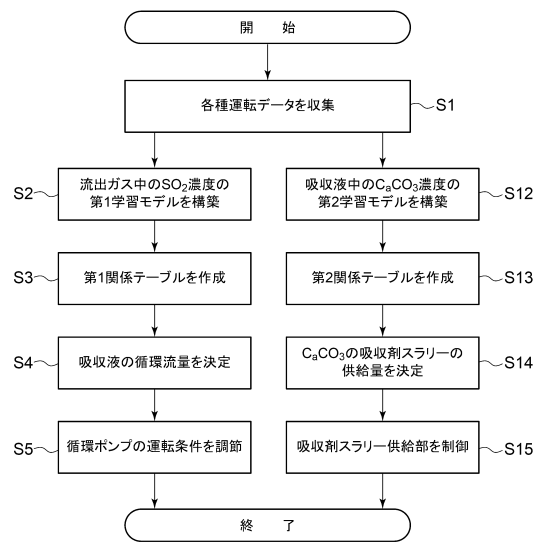 開 始
各種運転データを収集
S1
S2
流出ガス中のSO₂濃度の
第1学習モデルを構築
吸収液中のCaCO₃濃度の
第2学習モデルを構築
S12
S3
第1関係テーブルを作成
第2関係テーブルを作成
S13
S4
吸収液の循環流量を決定
CaCO₃の吸収剤スラリーの
供給量を決定
S14
S5
循環ポンプの運転条件を調節
吸収剤スラリー供給部を制御
S15
終 了